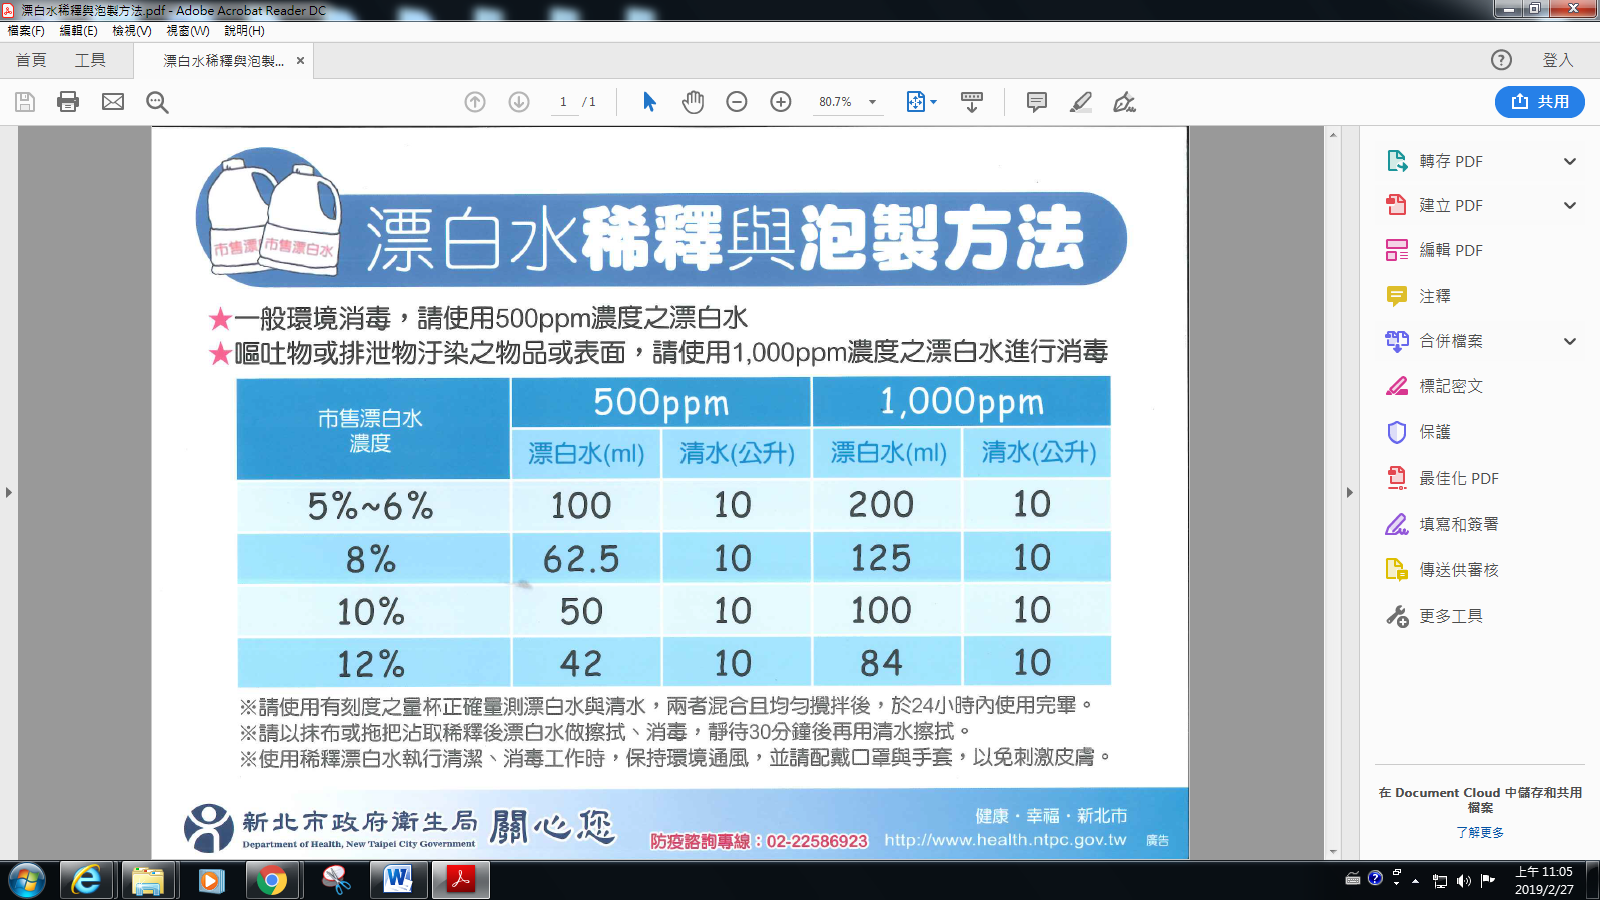 漂白水稀釋與泡製方法.pdf - Adobe Acrobat Reader DC
檔案(F) 編輯(E) 檢視(V) 視窗(W) 說明(H)
首頁 工具 漂白水稀釋與泡製... × 登入
1 / 1 80.7% 共用
市售漂 市售漂白水
漂白水稀釋與泡製方法
★一般環境消毒，請使用500ppm濃度之漂白水
★嘔吐物或排泄物汙染之物品或表面，請使用1,000ppm濃度之漂白水進行消毒
市售漂白水濃度 500ppm 1,000ppm
漂白水(ml) 清水(公升) 漂白水(ml) 清水(公升)
5%~6% 100 10 200 10
8% 62.5 10 125 10
10% 50 10 100 10
12% 42 10 84 10
※請使用有刻度之量杯正確量測漂白水與清水，兩者混合且均勻攪拌後，於24小時內使用完畢。
※請以抹布或拖把沾取稀釋後漂白水做擦拭、消毒，靜待30分鐘後再用清水擦拭。
※使用稀釋漂白水執行清潔、消毒工作時，保持環境通風，並請配戴口罩與手套，以免刺激皮膚。
新北市政府衛生局 關心您
Department of Health, New Taipei City Government
防疫諮詢專線：02-22586923
健康・幸福・新北市
http://www.health.ntpc.gov.tw 廣告
轉存 PDF
建立 PDF
編輯 PDF
注釋
合併檔案
標記密文
保護
最佳化 PDF
填寫和簽署
傳送供審核
更多工具
在 Document Cloud 中儲存和共用
檔案
了解更多
上午 11:05
2019/2/27